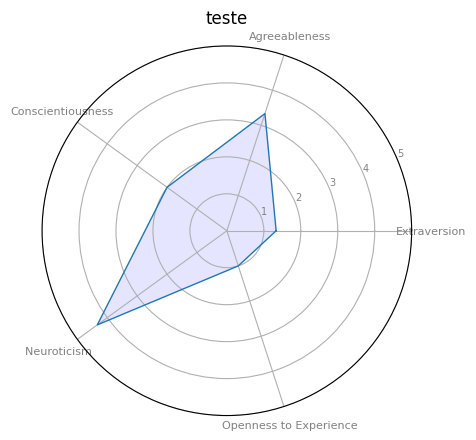 teste
Agreeableness
Conscientiousness
5
4
3
2
1
Extraversion
Neuroticism
Openness to Experience